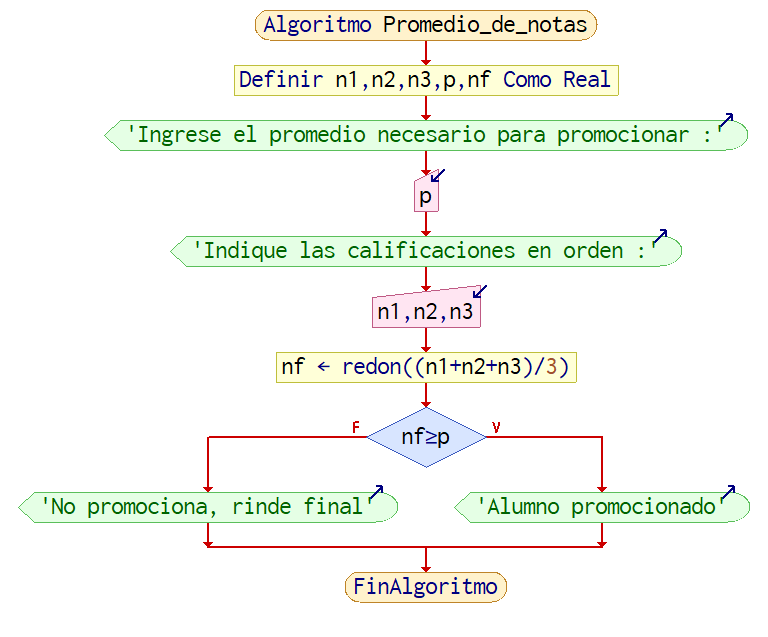 Algoritmo Promedio_de_notas
Definir n1,n2,n3,p,nf Como Real
'Ingrese el promedio necesario para promocionar :'
p
'Indique las calificaciones en orden :'
n1,n2,n3
nf ← redon((n1+n2+n3)/3)
F
V
nf≥p
'No promociona, rinde final'
'Alumno promocionado'
FinAlgoritmo